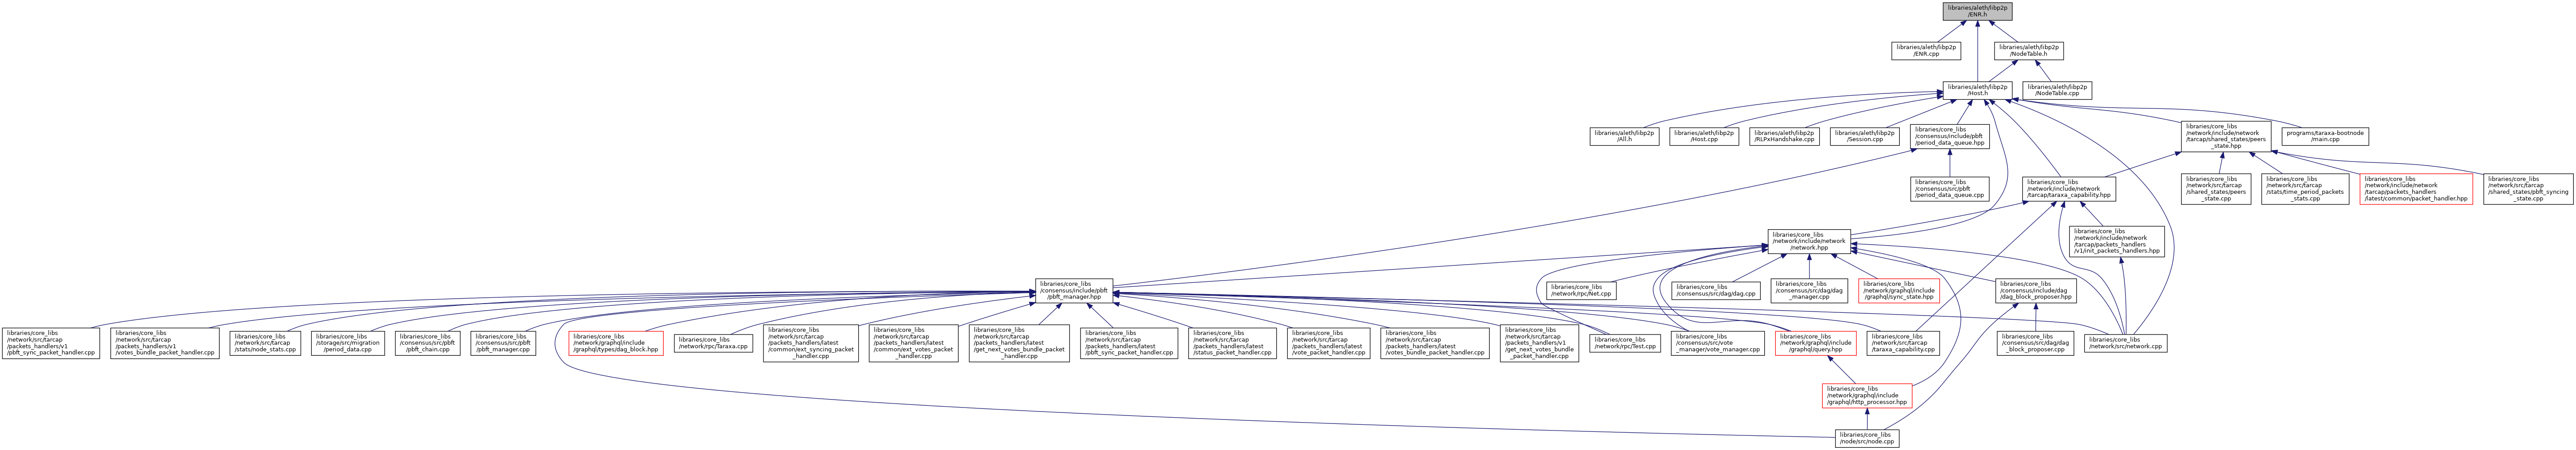 libraries/aleth/libp2p
/ENR.h
libraries/aleth/libp2p
/ENR.cpp
libraries/aleth/libp2p
/NodeTable.h
libraries/aleth/libp2p
/Host.h
libraries/aleth/libp2p
/NodeTable.cpp
libraries/aleth/libp2p
/All.h
libraries/aleth/libp2p
/Host.cpp
libraries/aleth/libp2p
/RLPxHandshake.cpp
libraries/aleth/libp2p
/Session.cpp
libraries/core_libs
/consensus/include/pbft
/period_data_queue.hpp
libraries/core_libs
/network/include/network
/tarcap/shared_states/peers
_state.hpp
programs/taraxa-bootnode
/main.cpp
libraries/core_libs
/consensus/src/pbft
/period_data_queue.cpp
libraries/core_libs
/network/include/network
/tarcap/taraxa_capability.hpp
libraries/core_libs
/network/src/tarcap
/shared_states/peers
_state.cpp
libraries/core_libs
/network/src/tarcap
/stats/time_period_packets
_stats.cpp
libraries/core_libs
/network/include/network
/tarcap/packets_handlers
/latest/common/packet_handler.hpp
libraries/core_libs
/network/src/tarcap
/shared_states/pbft_syncing
_state.cpp
libraries/core_libs
/network/include/network
/network.hpp
libraries/core_libs
/network/include/network
/tarcap/packets_handlers
/v1/init_packets_handlers.hpp
libraries/core_libs
/consensus/include/pbft
/pbft_manager.hpp
libraries/core_libs
/network/rpc/Net.cpp
libraries/core_libs
/consensus/src/dag/dag.cpp
libraries/core_libs
/consensus/src/dag/dag
_manager.cpp
libraries/core_libs
/network/graphql/include
/graphql/sync_state.hpp
libraries/core_libs
/consensus/include/dag
/dag_block_proposer.hpp
libraries/core_libs
/network/src/tarcap
/packets_handlers/v1
/pbft_sync_packet_handler.cpp
libraries/core_libs
/network/src/tarcap
/packets_handlers/v1
/votes_bundle_packet_handler.cpp
libraries/core_libs
/network/src/tarcap
/stats/node_stats.cpp
libraries/core_libs
/storage/src/migration
/period_data.cpp
libraries/core_libs
/consensus/src/pbft
/pbft_chain.cpp
libraries/core_libs
/consensus/src/pbft
/pbft_manager.cpp
libraries/core_libs
/network/graphql/include
/graphql/types/dag_block.hpp
libraries/core_libs
/network/rpc/Taraxa.cpp
libraries/core_libs
/network/src/tarcap
/packets_handlers/latest
/common/ext_syncing_packet
_handler.cpp
libraries/core_libs
/network/src/tarcap
/packets_handlers/latest
/common/ext_votes_packet
_handler.cpp
libraries/core_libs
/network/src/tarcap
/packets_handlers/latest
/get_next_votes_bundle_packet
_handler.cpp
libraries/core_libs
/network/src/tarcap
/packets_handlers/latest
/pbft_sync_packet_handler.cpp
libraries/core_libs
/network/src/tarcap
/packets_handlers/latest
/status_packet_handler.cpp
libraries/core_libs
/network/src/tarcap
/packets_handlers/latest
/vote_packet_handler.cpp
libraries/core_libs
/network/src/tarcap
/packets_handlers/latest
/votes_bundle_packet_handler.cpp
libraries/core_libs
/network/src/tarcap
/packets_handlers/v1
/get_next_votes_bundle
_packet_handler.cpp
libraries/core_libs
/network/rpc/Test.cpp
libraries/core_libs
/consensus/src/vote
_manager/vote_manager.cpp
libraries/core_libs
/network/graphql/include
/graphql/query.hpp
libraries/core_libs
/network/src/tarcap
/taraxa_capability.cpp
libraries/core_libs
/consensus/src/dag/dag
_block_proposer.cpp
libraries/core_libs
/network/src/network.cpp
libraries/core_libs
/network/graphql/include
/graphql/http_processor.hpp
libraries/core_libs
/node/src/node.cpp